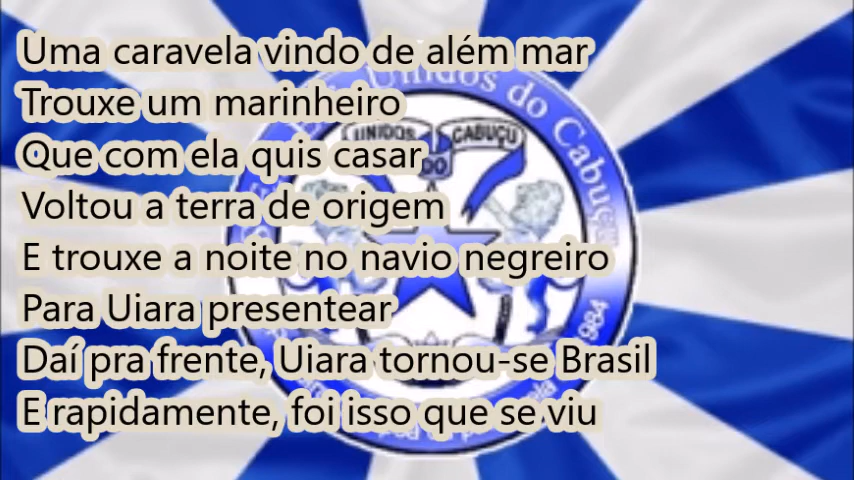 Uma caravela vindo de além mar
Trouxe um marinheiro
Que com ela quis casar
Voltou a terra de origem
E trouxe a noite no navio negreiro
Para Uiara presentear
Daí pra frente, Uiara tornou-se Brasil
E rapidamente, foi isso que se viu
Unidos do Cabuçu
UNIDOS
DO
CABUÇU
984